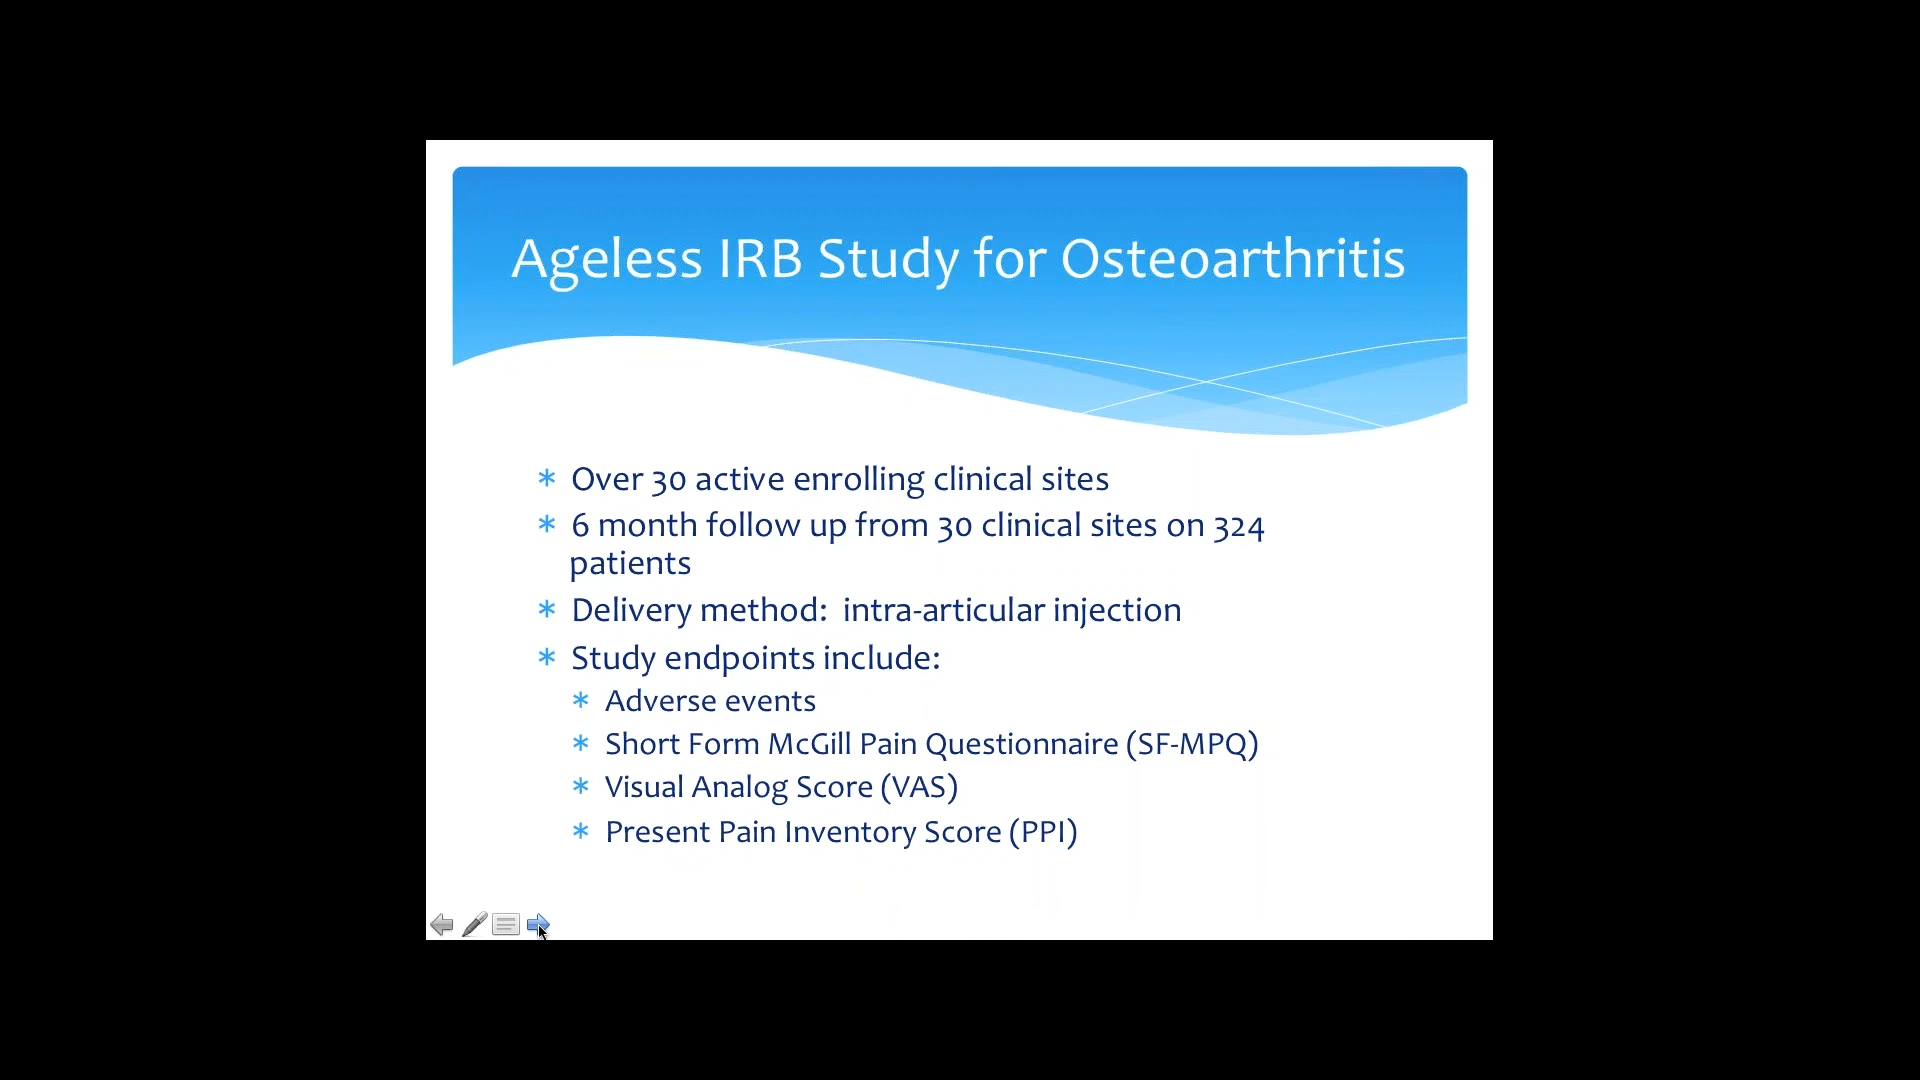 Ageless IRB Study for Osteoarthritis
* Over 30 active enrolling clinical sites
* 6 month follow up from 30 clinical sites on 324
patients
* Delivery method: intra-articular injection
* Study endpoints include:
* Adverse events
* Short Form McGill Pain Questionnaire (SF-MPQ)
* Visual Analog Score (VAS)
* Present Pain Inventory Score (PPI)